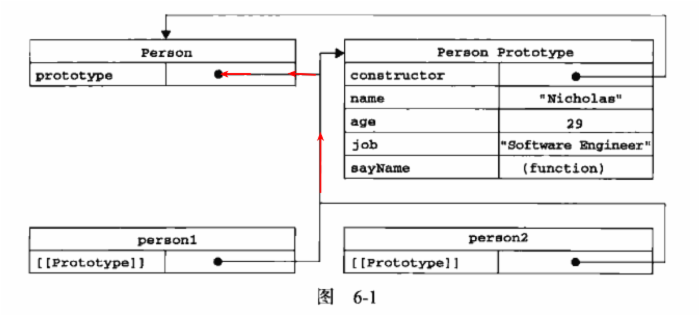 Person
prototype
Person Prototype
constructor
name "Nicholas"
age 29
job "Software Engineer"
sayName (function)
person1
[[Prototype]]
person2
[[Prototype]]
图 6-1